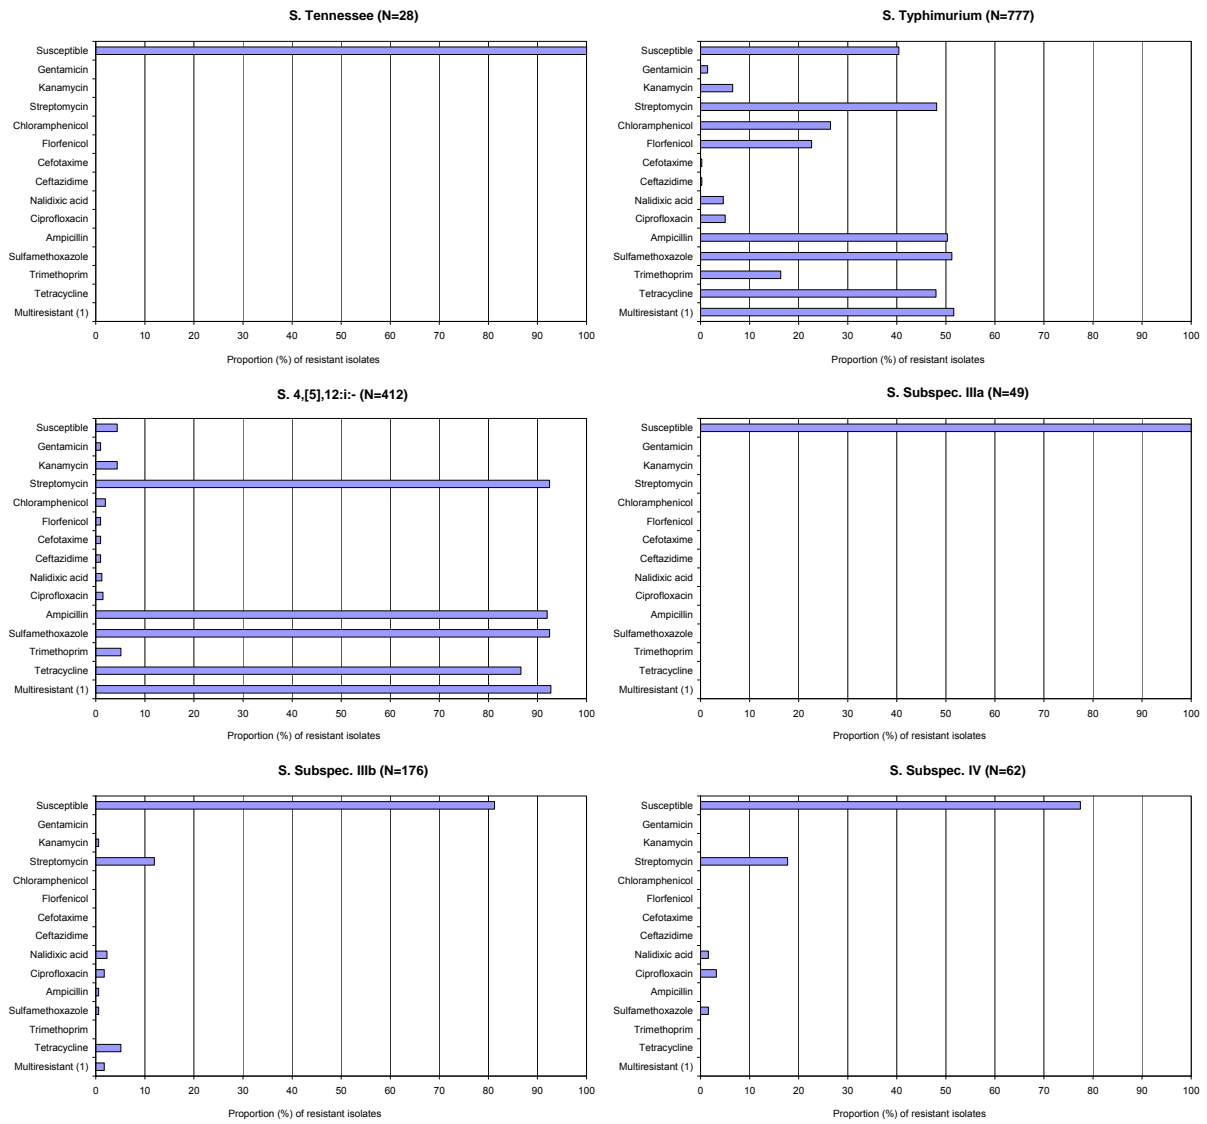 S. Tennessee (N=28)
Susceptible
Gentamicin
Kanamycin
Streptomycin
Chloramphenicol
Florfenicol
Cefotaxime
Ceftazidime
Nalidixic acid
Ciprofloxacin
Ampicillin
Sulfamethoxazole
Trimethoprim
Tetracycline
Multiresistant (1)
0 10 20 30 40 50 60 70 80 90 100
Proportion (%) of resistant isolates
S. Typhimurium (N=777)
Susceptible
Gentamicin
Kanamycin
Streptomycin
Chloramphenicol
Florfenicol
Cefotaxime
Ceftazidime
Nalidixic acid
Ciprofloxacin
Ampicillin
Sulfamethoxazole
Trimethoprim
Tetracycline
Multiresistant (1)
0 10 20 30 40 50 60 70 80 90 100
Proportion (%) of resistant isolates
S. 4,[5],12:i:- (N=412)
Susceptible
Gentamicin
Kanamycin
Streptomycin
Chloramphenicol
Florfenicol
Cefotaxime
Ceftazidime
Nalidixic acid
Ciprofloxacin
Ampicillin
Sulfamethoxazole
Trimethoprim
Tetracycline
Multiresistant (1)
0 10 20 30 40 50 60 70 80 90 100
Proportion (%) of resistant isolates
S. Subspec. IIIa (N=49)
Susceptible
Gentamicin
Kanamycin
Streptomycin
Chloramphenicol
Florfenicol
Cefotaxime
Ceftazidime
Nalidixic acid
Ciprofloxacin
Ampicillin
Sulfamethoxazole
Trimethoprim
Tetracycline
Multiresistant (1)
0 10 20 30 40 50 60 70 80 90 100
Proportion (%) of resistant isolates
S. Subspec. IIIb (N=176)
Susceptible
Gentamicin
Kanamycin
Streptomycin
Chloramphenicol
Florfenicol
Cefotaxime
Ceftazidime
Nalidixic acid
Ciprofloxacin
Ampicillin
Sulfamethoxazole
Trimethoprim
Tetracycline
Multiresistant (1)
0 10 20 30 40 50 60 70 80 90 100
Proportion (%) of resistant isolates
S. Subspec. IV (N=62)
Susceptible
Gentamicin
Kanamycin
Streptomycin
Chloramphenicol
Florfenicol
Cefotaxime
Ceftazidime
Nalidixic acid
Ciprofloxacin
Ampicillin
Sulfamethoxazole
Trimethoprim
Tetracycline
Multiresistant (1)
0 10 20 30 40 50 60 70 80 90 100
Proportion (%) of resistant isolates